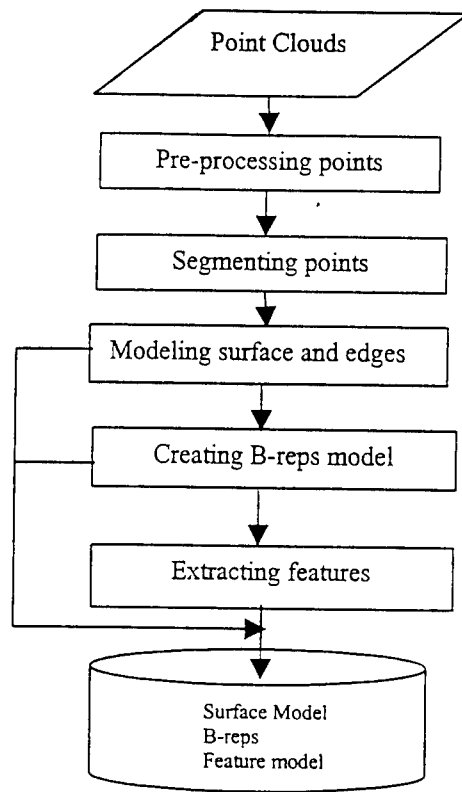 Point Clouds
Pre-processing points
Segmenting points
Modeling surface and edges
Creating B-reps model
Extracting features
Surface Model
B-reps
Feature model